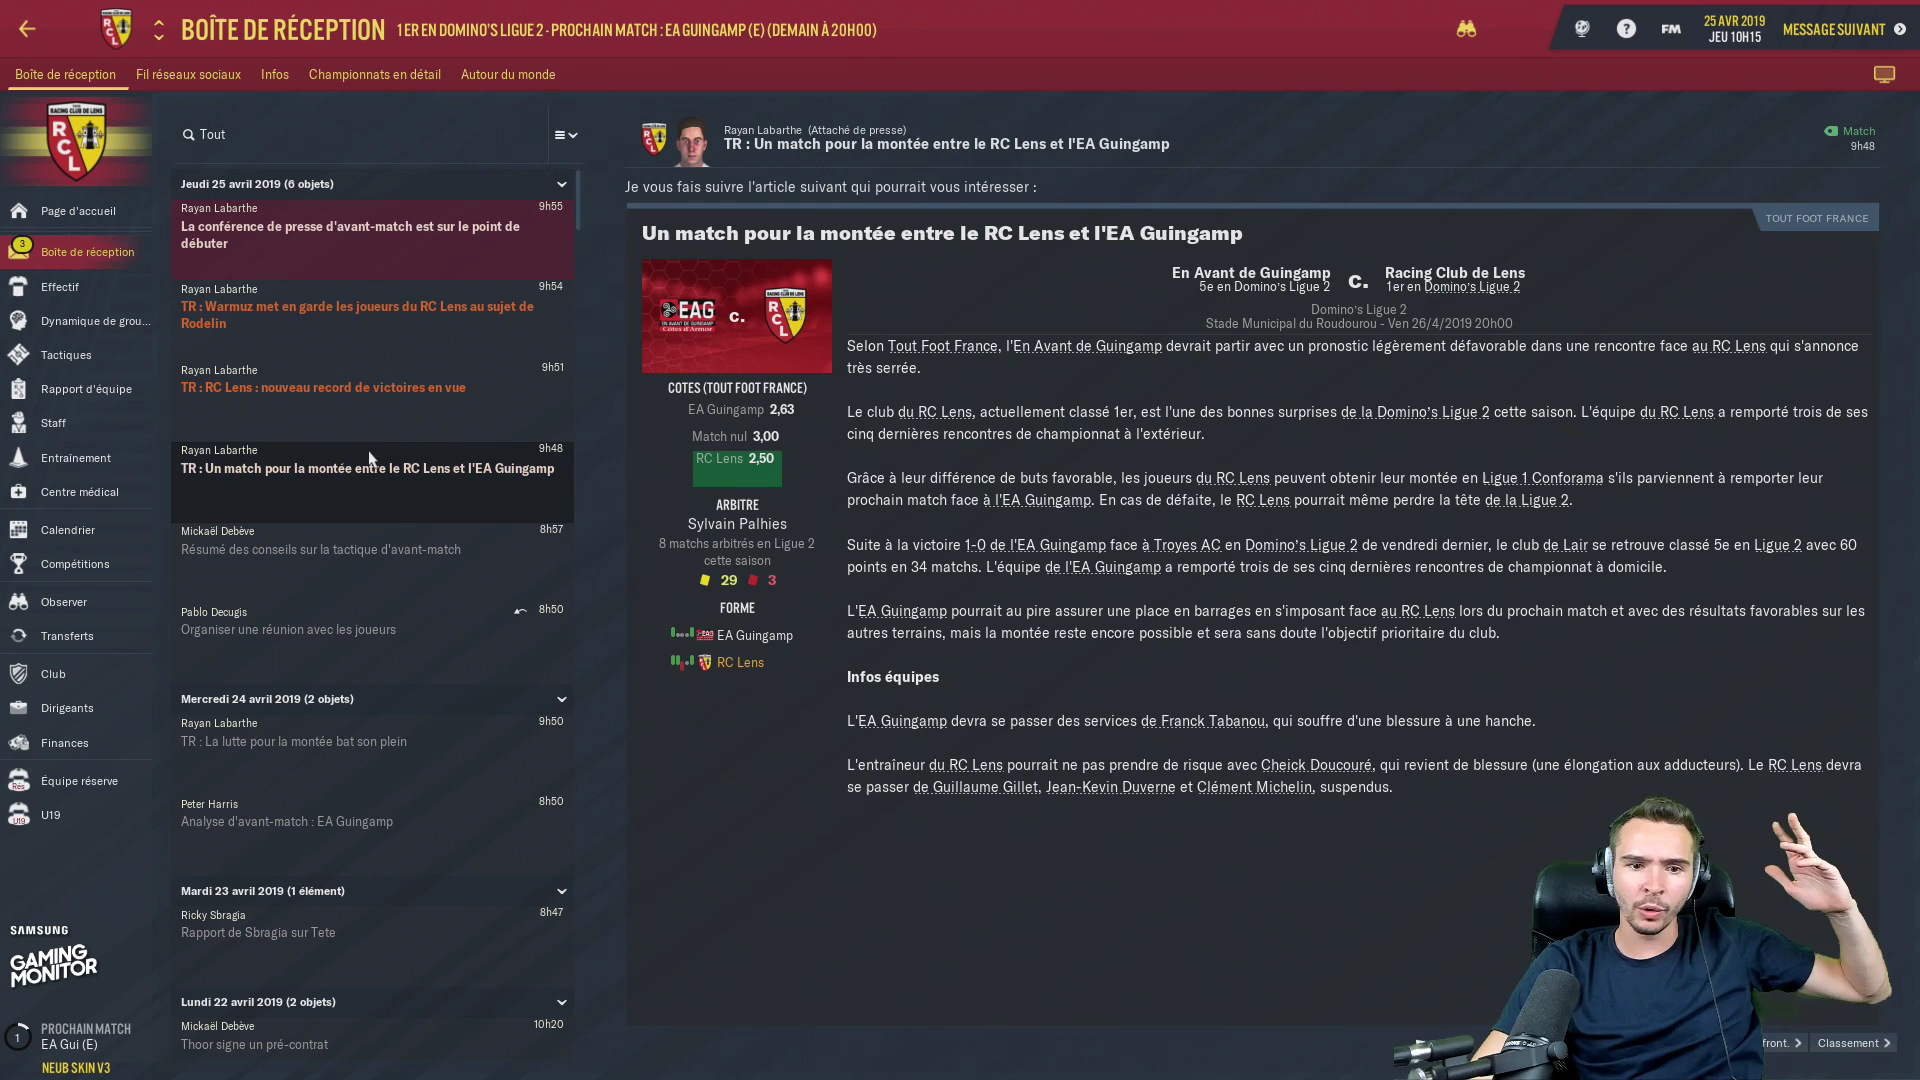 BOÎTE DE RÉCEPTION
1ER EN DOMINO'S LIGUE 2 - PROCHAIN MATCH : EA GUINGAMP (E) (DEMAIN À 20H00)
?
FM
25 AVR 2019
JEU 10H15
MESSAGE SUIVANT
Boîte de réception
Fil réseaux sociaux
Infos
Championnats en détail
Autour du monde
RACING CLUB DE LENS
RCL
Page d'accueil
3
Boîte de réception
Effectif
Dynamique de grou...
Tactiques
Rapport d'équipe
Staff
Entraînement
Centre médical
Calendrier
Compétitions
Observer
Transferts
Club
Dirigeants
Finances
Rés
Équipe réserve
U19
U19
SAMSUNG
GAMING
MONITOR
1
PROCHAIN MATCH
EA Gui (E)
NEUB SKIN V3
Tout
Jeudi 25 avril 2019 (6 objets)
Rayan Labarthe 9h55
La conférence de presse d'avant-match est sur le point de
débuter
Rayan Labarthe 9h54
TR : Warmuz met en garde les joueurs du RC Lens au sujet de
Rodelin
Rayan Labarthe 9h51
TR : RC Lens : nouveau record de victoires en vue
Rayan Labarthe 9h48
TR : Un match pour la montée entre le RC Lens et l'EA Guingamp
Mickaël Debève 8h57
Résumé des conseils sur la tactique d'avant-match
Pablo Decugis 8h50
Organiser une réunion avec les joueurs
Mercredi 24 avril 2019 (2 objets)
Rayan Labarthe 9h50
TR : La lutte pour la montée bat son plein
Peter Harris 8h50
Analyse d'avant-match : EA Guingamp
Mardi 23 avril 2019 (1 élément)
Ricky Sbragia 8h47
Rapport de Sbragia sur Tete
Lundi 22 avril 2019 (2 objets)
Mickaël Debève 10h20
Thoor signe un pré-contrat
Rayan Labarthe (Attaché de presse)
TR : Un match pour la montée entre le RC Lens et l'EA Guingamp
Match
9h48
Je vous fais suivre l'article suivant qui pourrait vous intéresser :
TOUT FOOT FRANCE
Un match pour la montée entre le RC Lens et l'EA Guingamp
EAG
EN AVANT DE GUINGAMP
Côtes d'Armor
c.
RCL
COTES (TOUT FOOT FRANCE)
EA Guingamp 2,63
Match nul 3,00
RC Lens 2,50
ARBITRE
Sylvain Palhies
8 matchs arbitrés en Ligue 2
cette saison
29 3
FORME
EA Guingamp
RC Lens
En Avant de Guingamp c. Racing Club de Lens
5e en Domino's Ligue 2 1er en Domino's Ligue 2
Domino's Ligue 2
Stade Municipal du Roudourou - Ven 26/4/2019 20h00
Selon Tout Foot France, l'En Avant de Guingamp devrait partir avec un pronostic légèrement défavorable dans une rencontre face au RC Lens qui s'annonce
très serrée.
Le club du RC Lens, actuellement classé 1er, est l'une des bonnes surprises de la Domino's Ligue 2 cette saison. L'équipe du RC Lens a remporté trois de ses
cinq dernières rencontres de championnat à l'extérieur.
Grâce à leur différence de buts favorable, les joueurs du RC Lens peuvent obtenir leur montée en Ligue 1 Conforama s'ils parviennent à remporter leur
prochain match face à l'EA Guingamp. En cas de défaite, le RC Lens pourrait même perdre la tête de la Ligue 2.
Suite à la victoire 1-0 de l'EA Guingamp face à Troyes AC en Domino's Ligue 2 de vendredi dernier, le club de Lair se retrouve classé 5e en Ligue 2 avec 60
points en 34 matchs. L'équipe de l'EA Guingamp a remporté trois de ses cinq dernières rencontres de championnat à domicile.
L'EA Guingamp pourrait au pire assurer une place en barrages en s'imposant face au RC Lens lors du prochain match et avec des résultats favorables sur les
autres terrains, mais la montée reste encore possible et sera sans doute l'objectif prioritaire du club.
Infos équipes
L'EA Guingamp devra se passer des services de Franck Tabanou, qui souffre d'une blessure à une hanche.
L'entraîneur du RC Lens pourrait ne pas prendre de risque avec Cheick Doucouré, qui revient de blessure (une élongation aux adducteurs). Le RC Lens devra
se passer de Guillaume Gillet, Jean-Kevin Duverne et Clément Michelin, suspendus.
front.
Classement